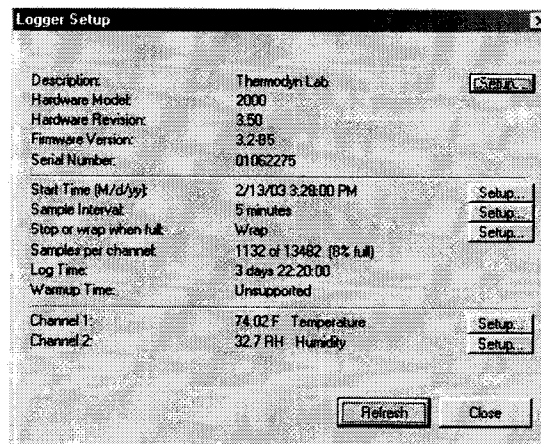 Logger Setup
Description: Thermodyn Lab Setup...
Hardware Model: 2000
Hardware Revision: 3.50
Firmware Version: 3.2-85
Serial Number: 01062275
Start Time (M/d/yy): 2/13/03 3:28:00 PM Setup...
Sample Interval: 5 minutes Setup...
Stop or wrap when full: Wrap Setup...
Samples per channel: 1132 of 13482 (8% full)
Log Time: 3 days 22:20:00
Warmup Time: Unsupported
Channel 1: 74.02 F Temperature Setup...
Channel 2: 32.7 RH Humidity Setup...
Refresh Close